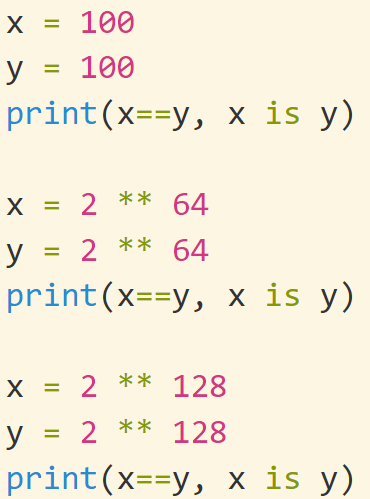 x = 100
y = 100
print(x==y, x is y)
x = 2 ** 64
y = 2 ** 64
print(x==y, x is y)
x = 2 ** 128
y = 2 ** 128
print(x==y, x is y)